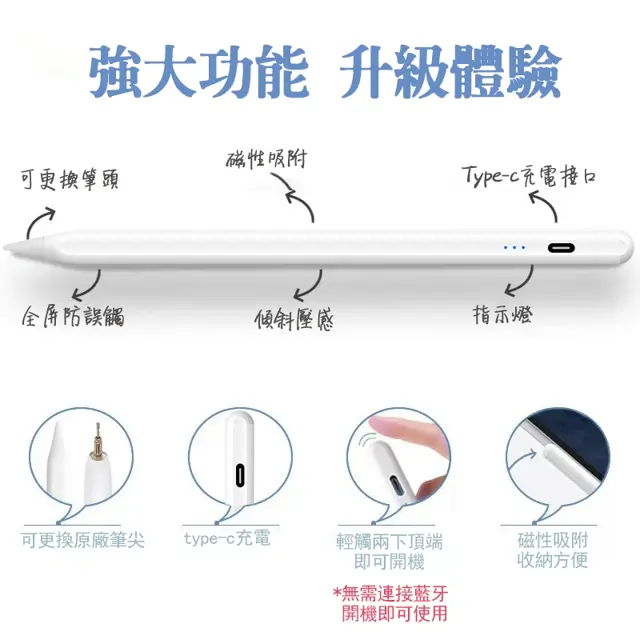 強大功能 升級體驗
磁性吸附
可更換筆頭
Type-c充電接口
全屏防誤觸
傾斜壓感
指示燈
可更換原廠筆尖
type-c充電
輕觸兩下頂端
即可開機
*無需連接藍牙
開機即可使用
磁性吸附
收納方便